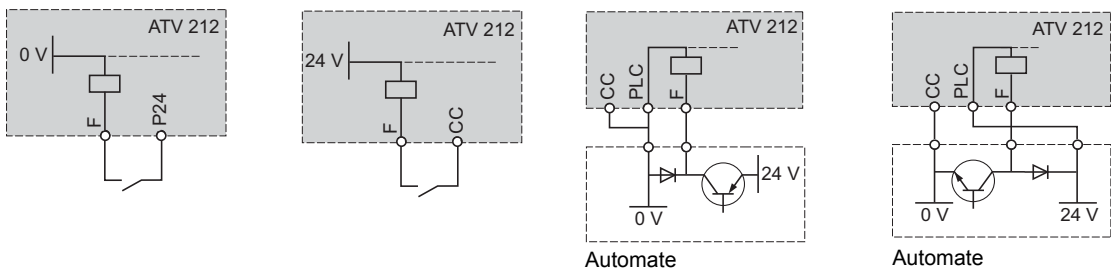 ATV 212
0 V
F
P24
ATV 212
24 V
F
CC
ATV 212
CC
PLC
F
24 V
0 V
Automate
ATV 212
CC
PLC
F
0 V
24 V
Automate